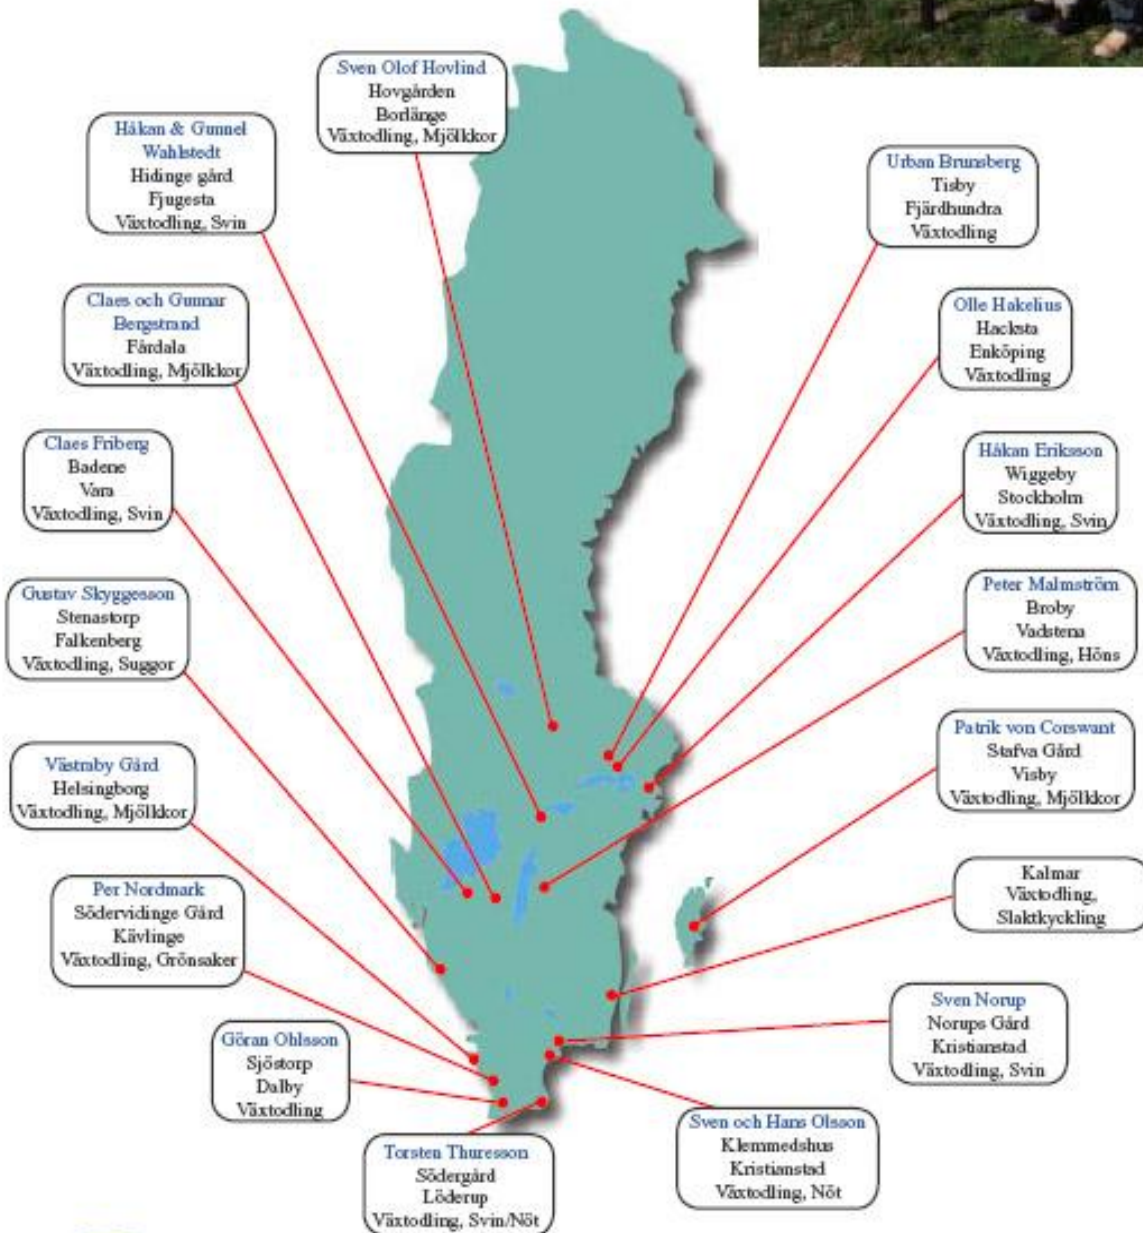 Sven Olof Hovlind
Hovgården
Borlänge
Växtodling, Mjölkkor
Håkan & Gunnel
Wahlstedt
Hidinge gård
Fjugesta
Växtodling, Svin
Urban Brunsberg
Tisby
Fjärdhundra
Växtodling
Claes och Gunnar
Bergstrand
Fårdala
Växtodling, Mjölkkor
Olle Hakelius
Hacksta
Enköping
Växtodling
Claes Friberg
Badene
Vara
Växtodling, Svin
Håkan Eriksson
Wiggeby
Stockholm
Växtodling, Svin
Gustav Skyggesson
Stenastorp
Falkenberg
Växtodling, Suggor
Peter Malmström
Broby
Vadstena
Växtodling, Höns
Västraby Gård
Helsingborg
Växtodling, Mjölkkor
Patrik von Corswant
Stafva Gård
Visby
Växtodling, Mjölkkor
Per Nordmark
Södervidinge Gård
Kävlinge
Växtodling, Grönsaker
Kalmar
Växtodling,
Slaktkyckling
Göran Ohlsson
Sjöstorp
Dalby
Växtodling
Sven Norup
Norups Gård
Kristianstad
Växtodling, Svin
Torsten Thuresson
Södergård
Löderup
Växtodling, Svin/Nöt
Sven och Hans Olsson
Klemmedshus
Kristianstad
Växtodling, Nöt